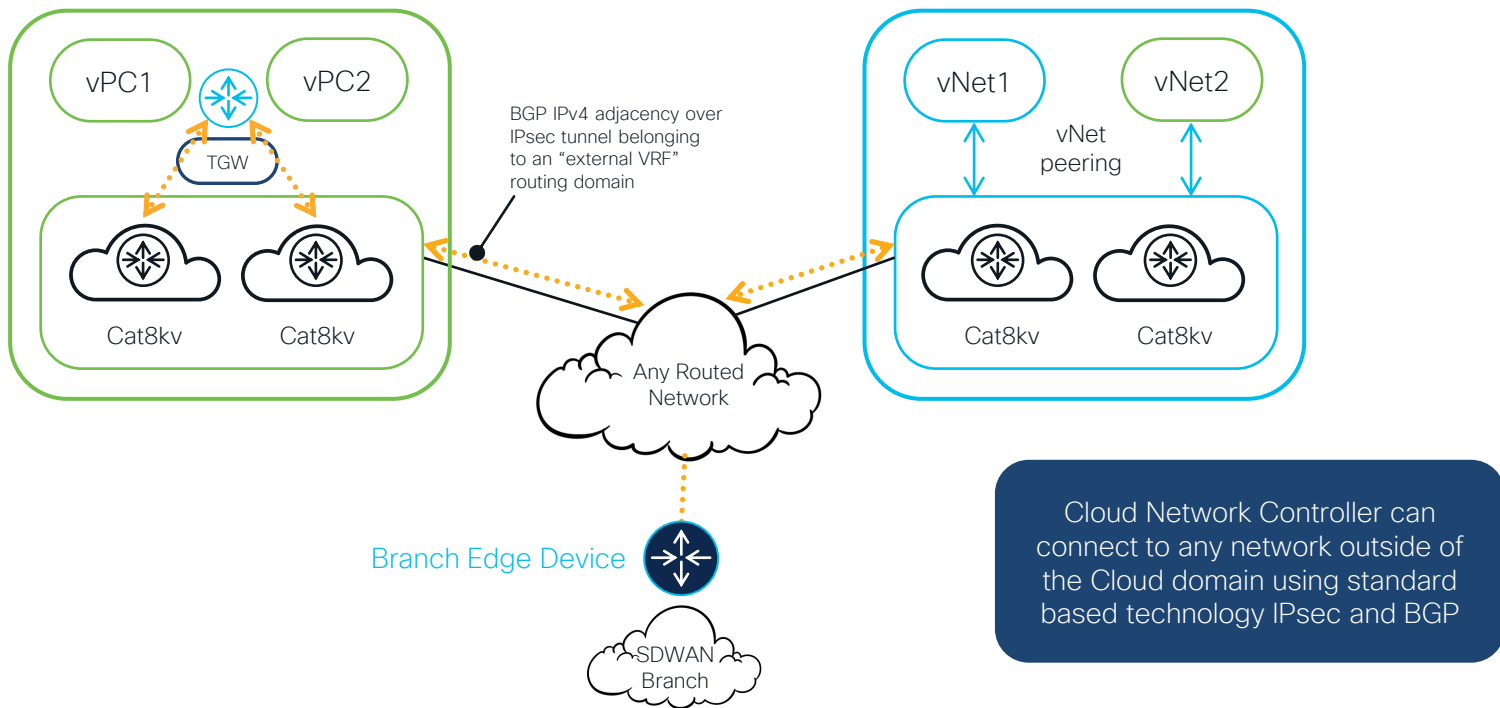 vPC1
vPC2
TGW
Cat8kv
Cat8kv
BGP IPv4 adjacency over
IPsec tunnel belonging
to an “external VRF”
routing domain
vNet1
vNet2
vNet
peering
Cat8kv
Cat8kv
Any Routed
Network
Branch Edge Device
SDWAN
Branch
Cloud Network Controller can
connect to any network outside of
the Cloud domain using standard
based technology IPsec and BGP